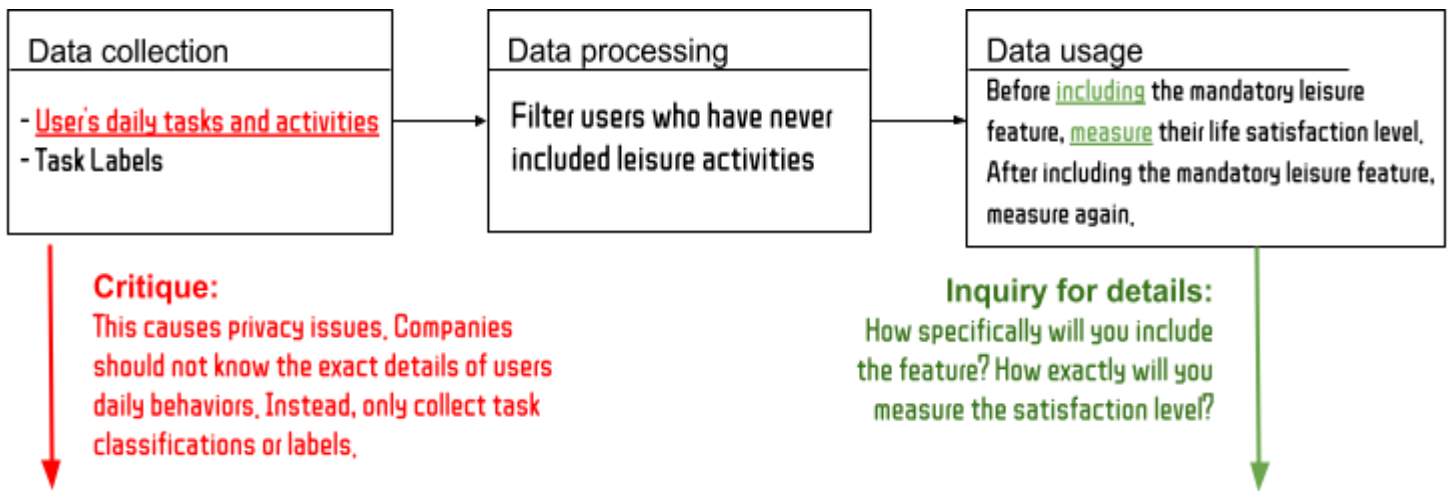 Data collection
- User's daily tasks and activities
- Task Labels
Data processing
Filter users who have never
included leisure activities
Data usage
Before including the mandatory leisure
feature, measure their life satisfaction level.
After including the mandatory leisure feature,
measure again.
Critique:
This causes privacy issues. Companies
should not know the exact details of users
daily behaviors. Instead, only collect task
classifications or labels.
Inquiry for details:
How specifically will you include
the feature? How exactly will you
measure the satisfaction level?